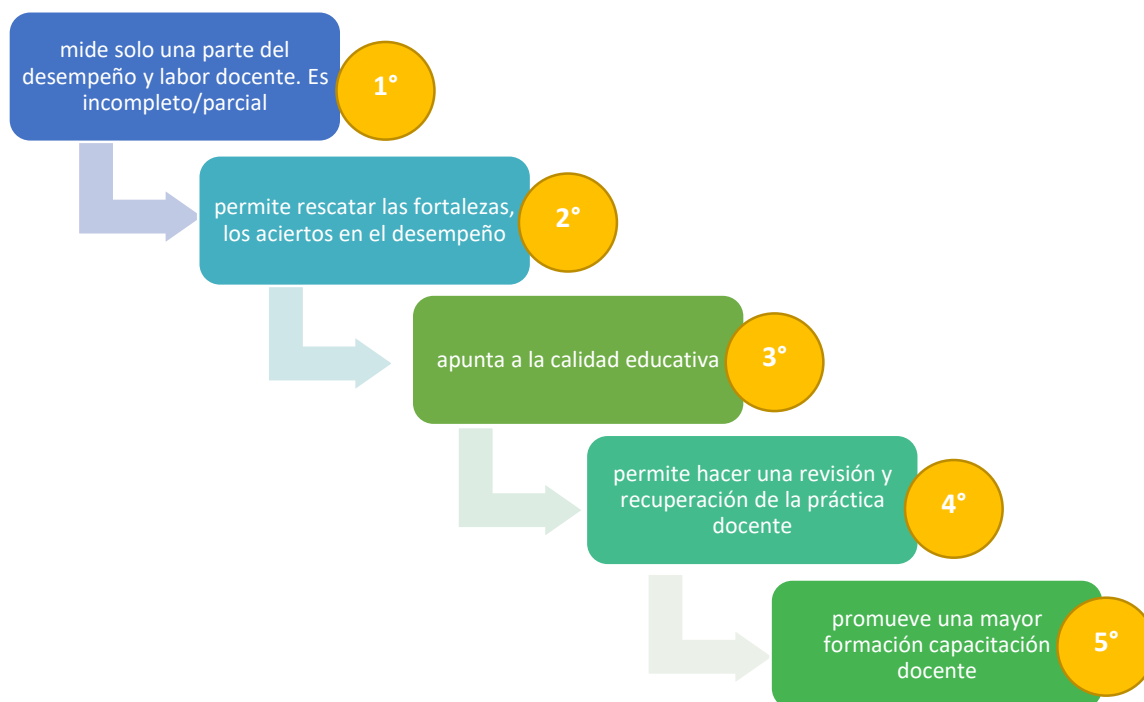 mide solo una parte del
desempeño y labor docente. Es
incompleto/parcial
1°
permite rescatar las fortalezas,
los aciertos en el desempeño
2°
apunta a la calidad educativa
3°
permite hacer una revisión y
recuperación de la práctica
docente
4°
promueve una mayor
formación capacitación
docente
5°